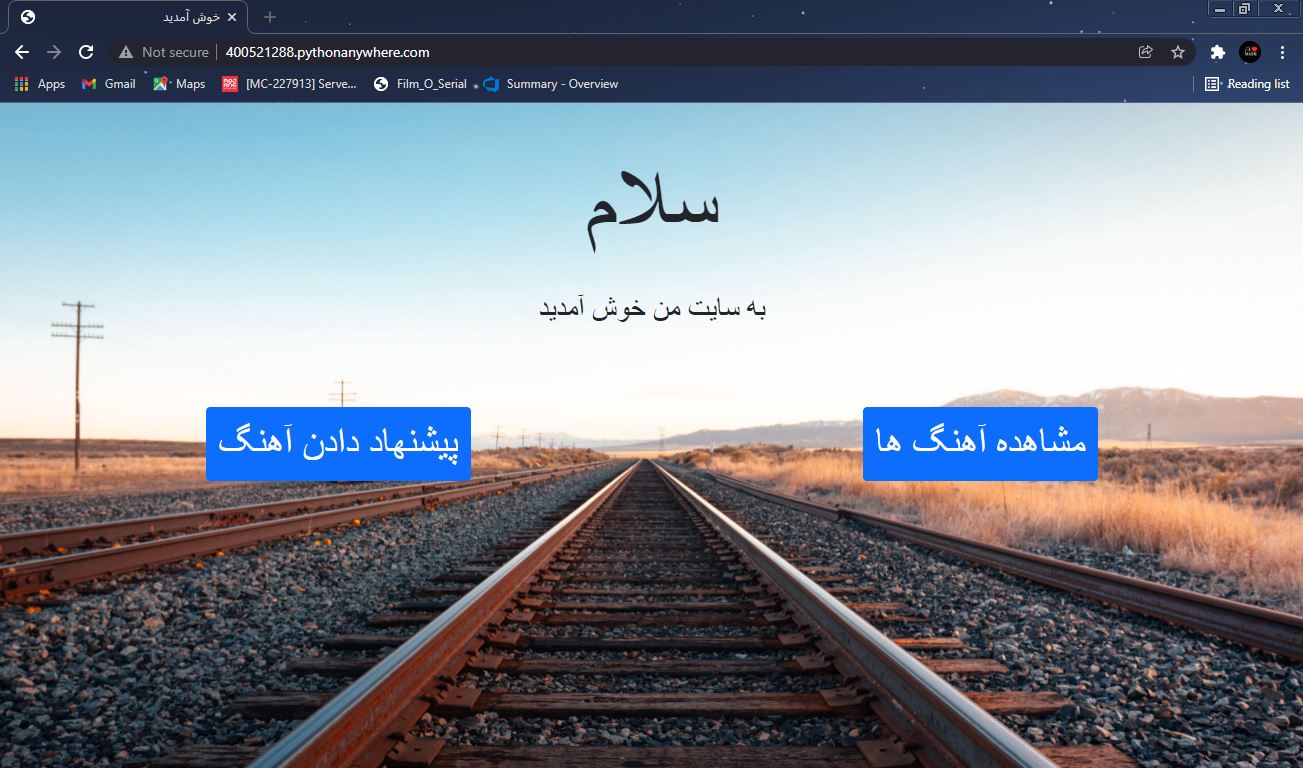 خوش آمدید
Not secure
400521288.pythonanywhere.com
Apps
Gmail
Maps
[MC-227913] Serve...
Film_O_Serial
Summary - Overview
Reading list
سلام
به سایت من خوش آمدید
مشاهده آهنگ ها
پیشنهاد دادن آهنگ